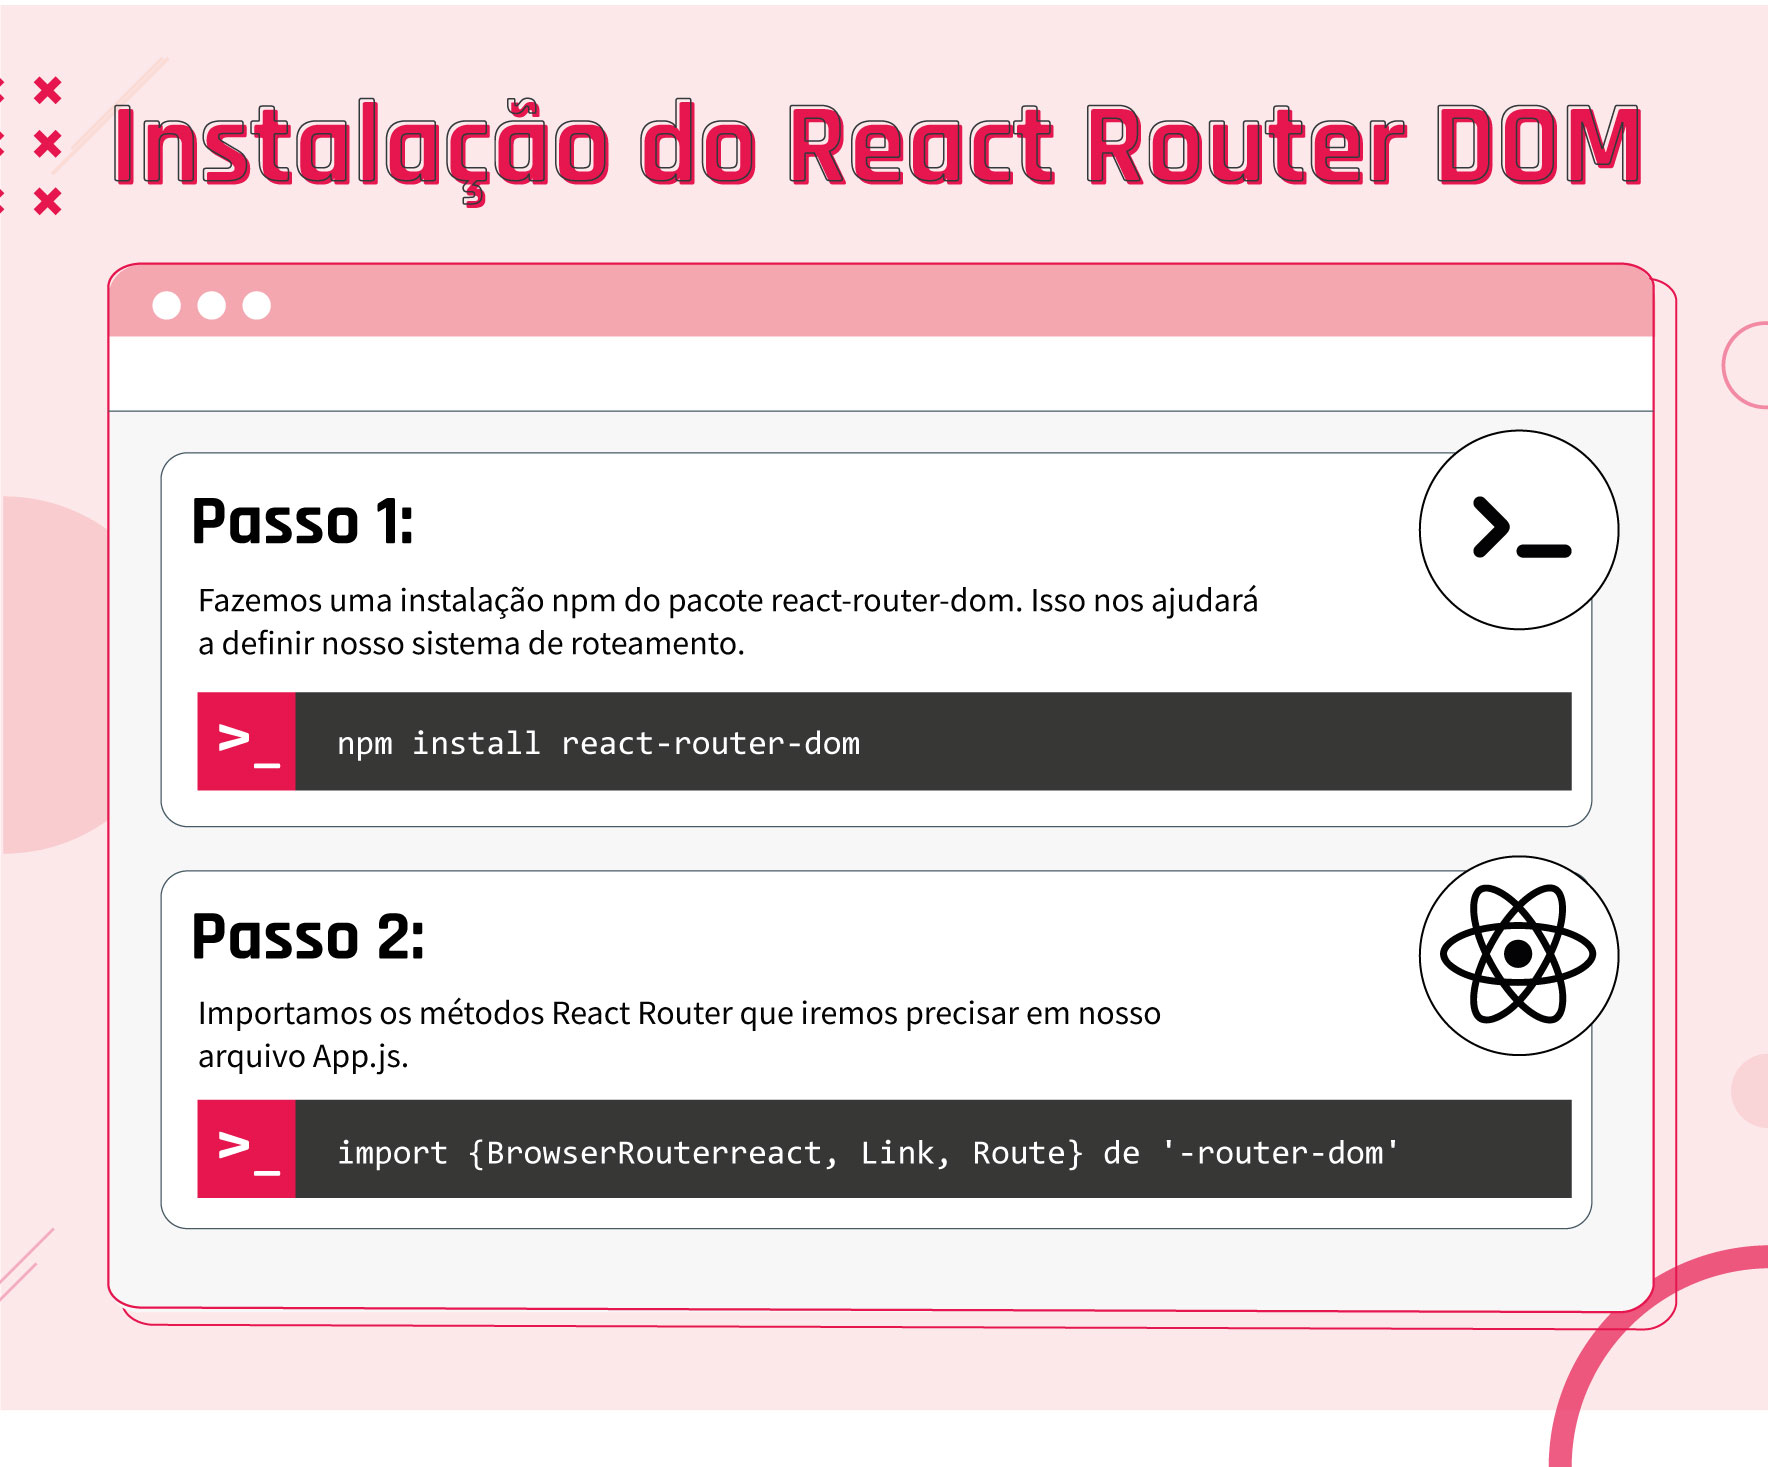 Instalação do React Router DOM
Passo 1:
Fazemos uma instalação npm do pacote react-router-dom. Isso nos ajudará
a definir nosso sistema de roteamento.
>_ npm install react-router-dom
Passo 2:
Importamos os métodos React Router que iremos precisar em nosso
arquivo App.js.
>_ import {BrowserRouterreact, Link, Route} de '-router-dom'